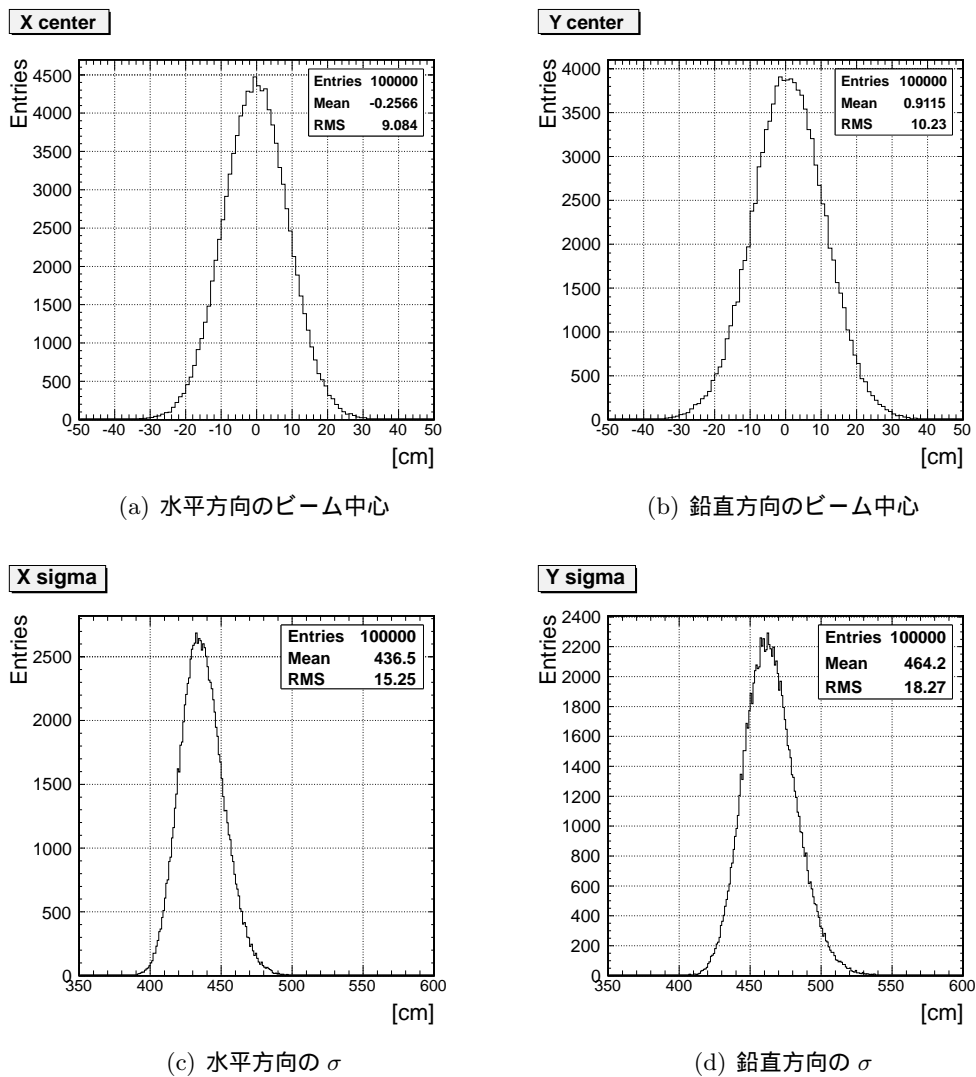 X center
Entries
4500
4000
3500
3000
2500
2000
1500
1000
500
0
-50 -40 -30 -20 -10 0 10 20 30 40 50
[cm]
Entries 100000
Mean -0.2566
RMS 9.084
(a) 水平方向のビーム中心
Y center
Entries
4000
3500
3000
2500
2000
1500
1000
500
0
-50 -40 -30 -20 -10 0 10 20 30 40 50
[cm]
Entries 100000
Mean 0.9115
RMS 10.23
(b) 鉛直方向のビーム中心
X sigma
Entries
2500
2000
1500
1000
500
0
350 400 450 500 550 600
[cm]
Entries 100000
Mean 436.5
RMS 15.25
(c) 水平方向の σ
Y sigma
Entries
2400
2200
2000
1800
1600
1400
1200
1000
800
600
400
200
0
350 400 450 500 550 600
[cm]
Entries 100000
Mean 464.2
RMS 18.27
(d) 鉛直方向の σ